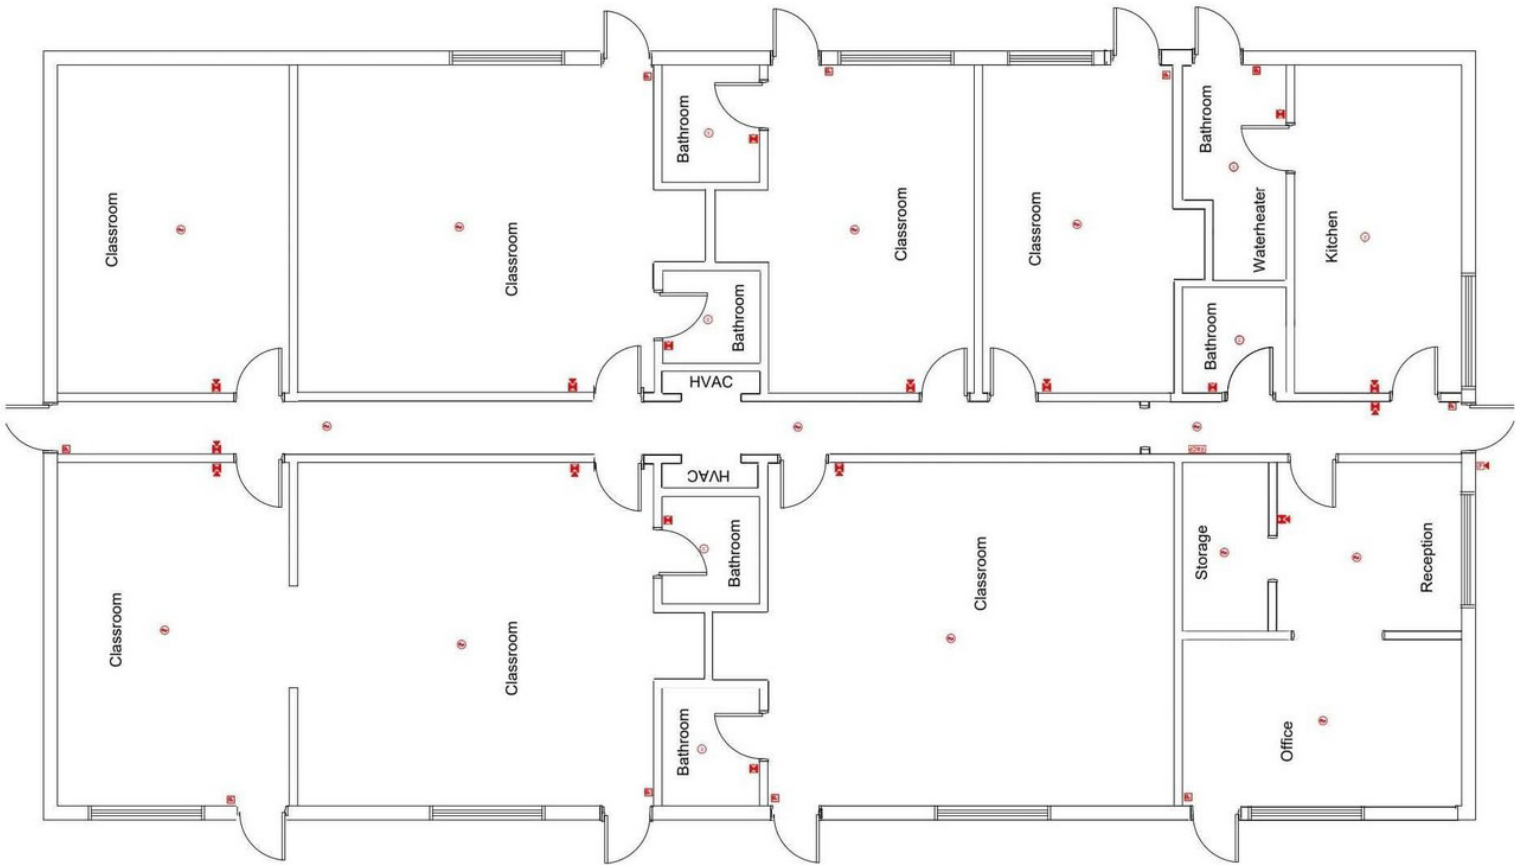 Bathroom
Bathroom
Classroom
Classroom
Classroom
Classroom
Waterheater
Kitchen
Bathroom
Bathroom
HVAC
HVAC
Classroom
Classroom
Bathroom
Classroom
Storage
Reception
Bathroom
Office